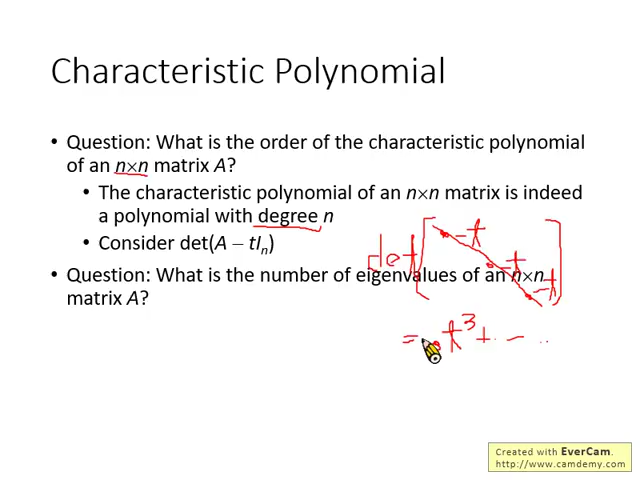 Characteristic Polynomial
• Question: What is the order of the characteristic polynomial
of an n×n matrix A?
• The characteristic polynomial of an n×n matrix is indeed
a polynomial with degree n
• Consider det(A − tIₙ)
• Question: What is the number of eigenvalues of an n×n
matrix A?
det [ -t
-t
-t ]
= t³ + - ..
Created with EverCam.
http://www.camdemy.com